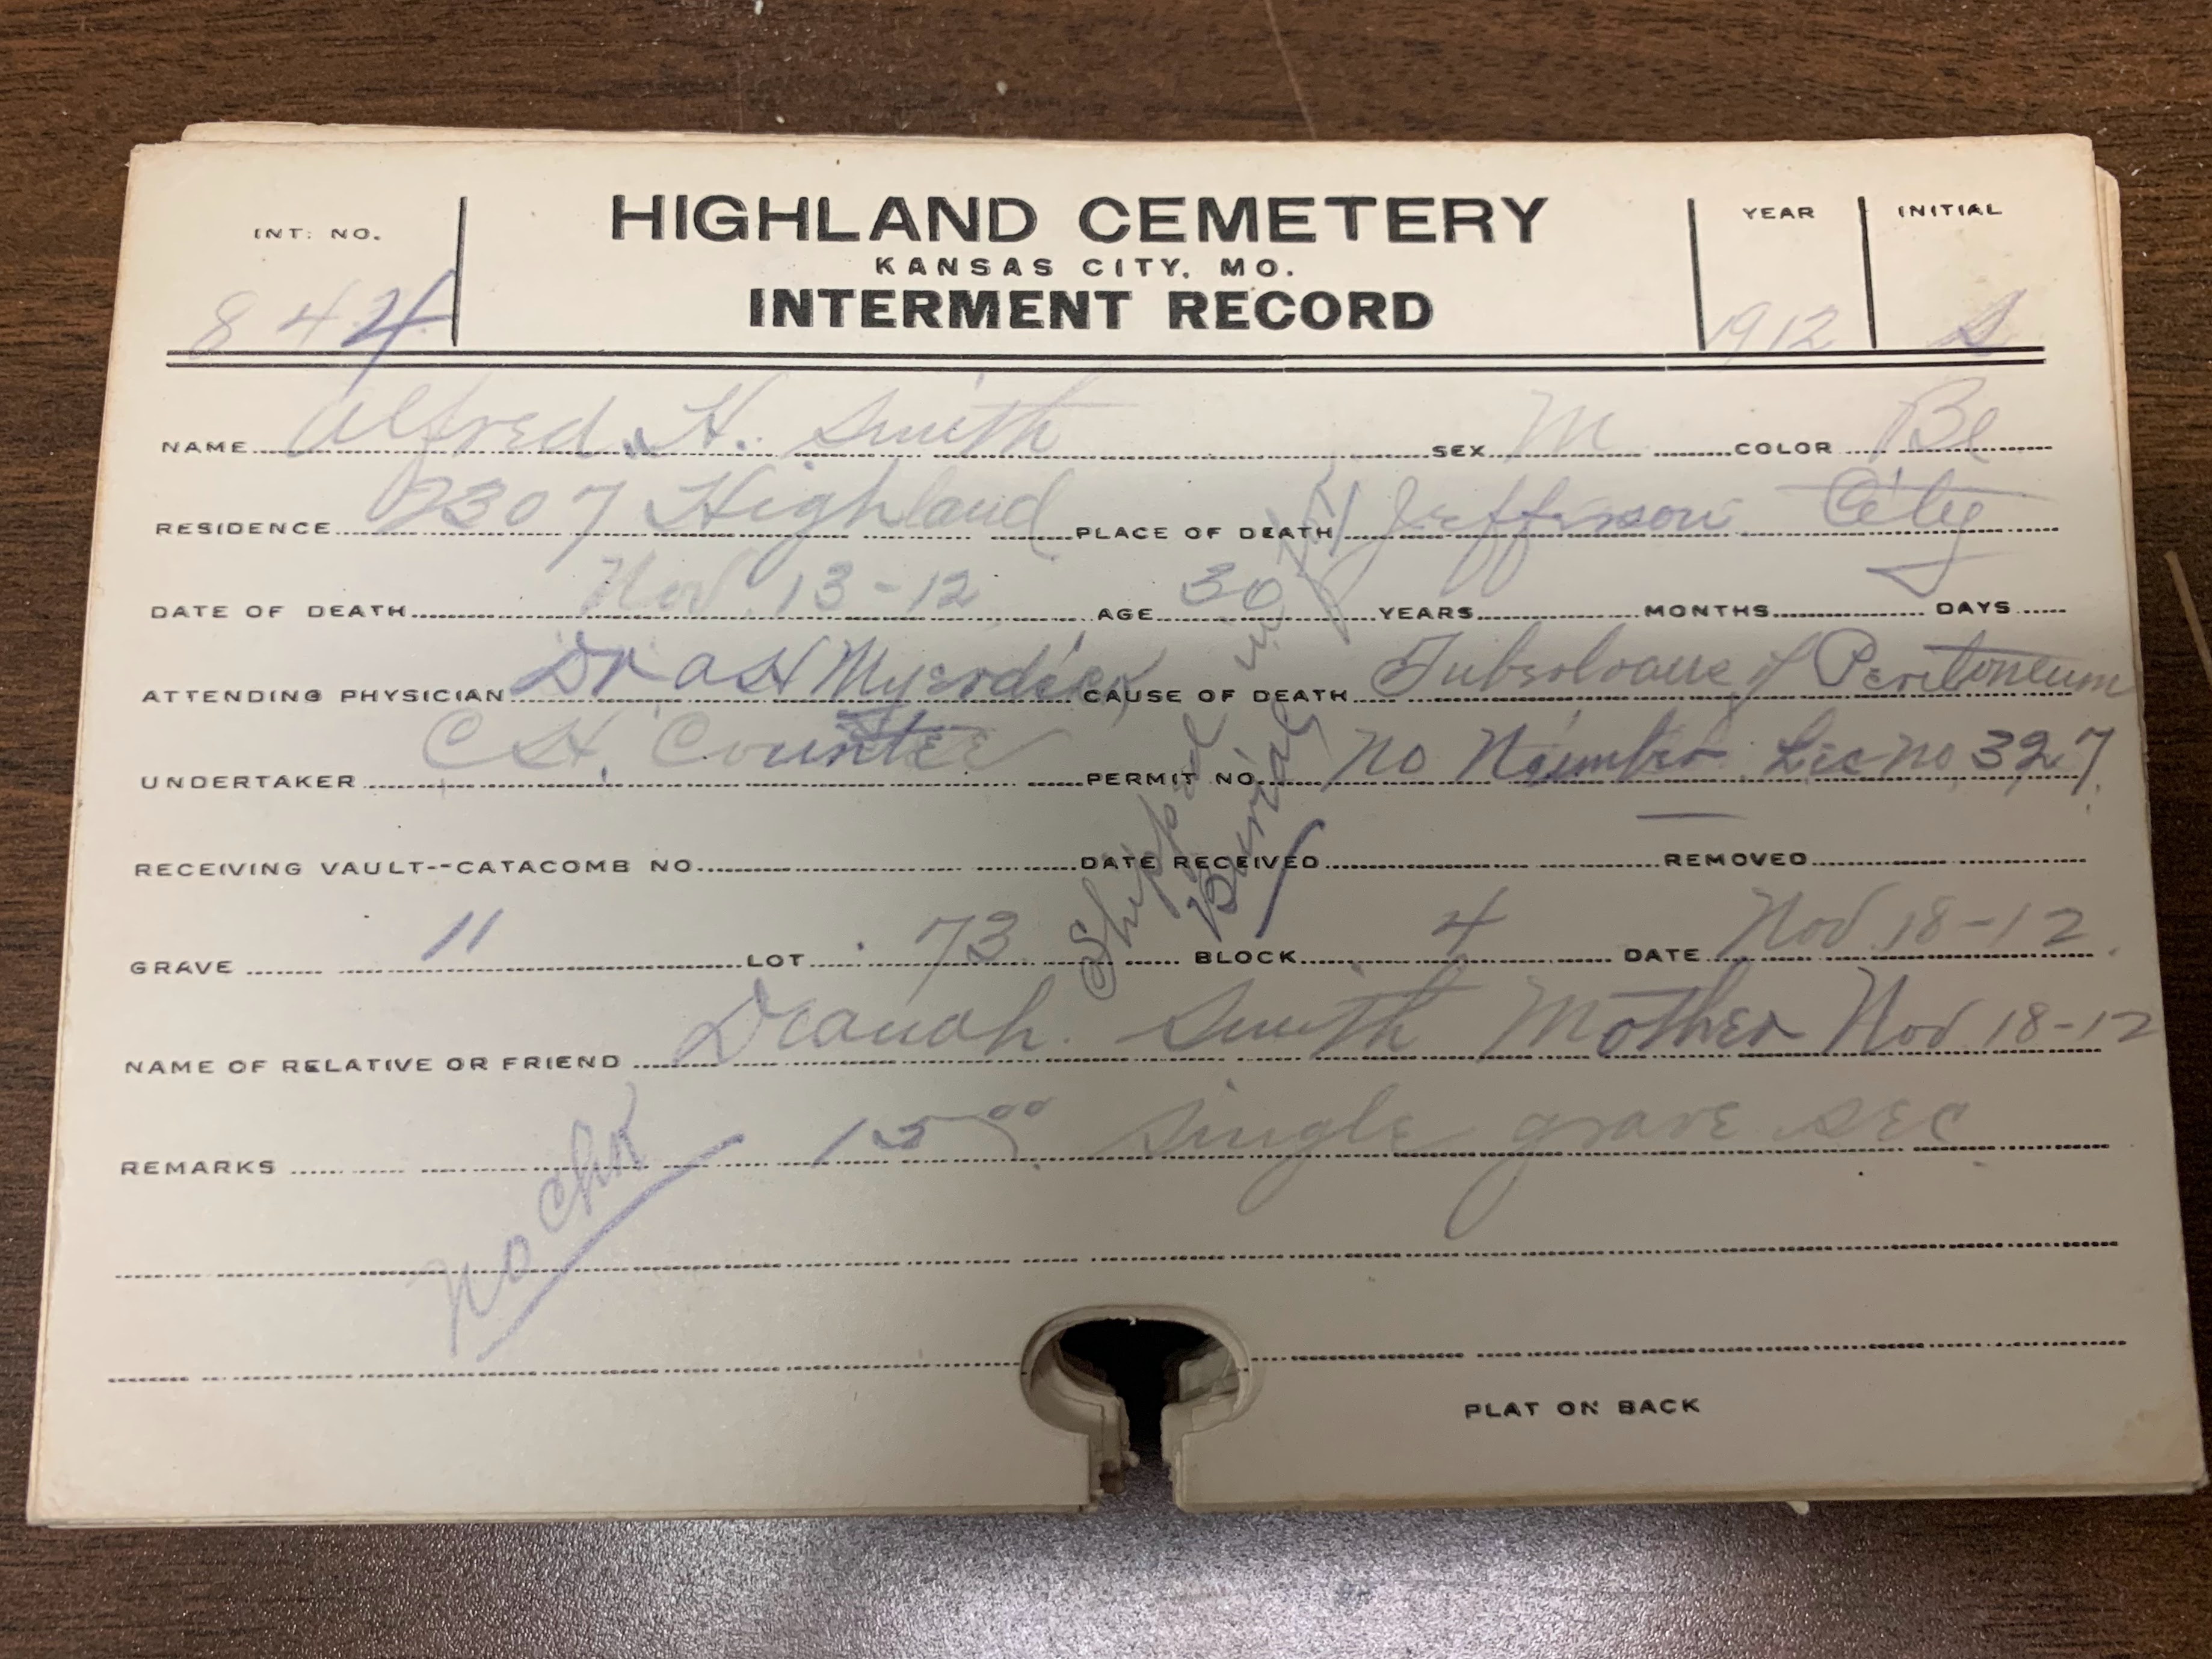 INT. NO. 844
HIGHLAND CEMETERY
KANSAS CITY, MO.
INTERMENT RECORD
YEAR 1912
INITIAL S
NAME Alfred H. Smith SEX M COLOR Bl
RESIDENCE 2307 Highland PLACE OF DEATH Jefferson City
DATE OF DEATH Nov. 13-12 AGE 30 YEARS MONTHS DAYS
ATTENDING PHYSICIAN Dr CAUSE OF DEATH of Peritoneum
UNDERTAKER C H. Countee PERMIT NO. No Number Lic no 327
RECEIVING VAULT--CATACOMB NO. DATE RECEIVED REMOVED
GRAVE 11 LOT 73 BLOCK 4 DATE Nov. 18-12
NAME OF RELATIVE OR FRIEND Smith Mother Nov. 18-12
REMARKS 15 00 Single grave sec
Shipped in
Burial
No Chk
PLAT ON BACK